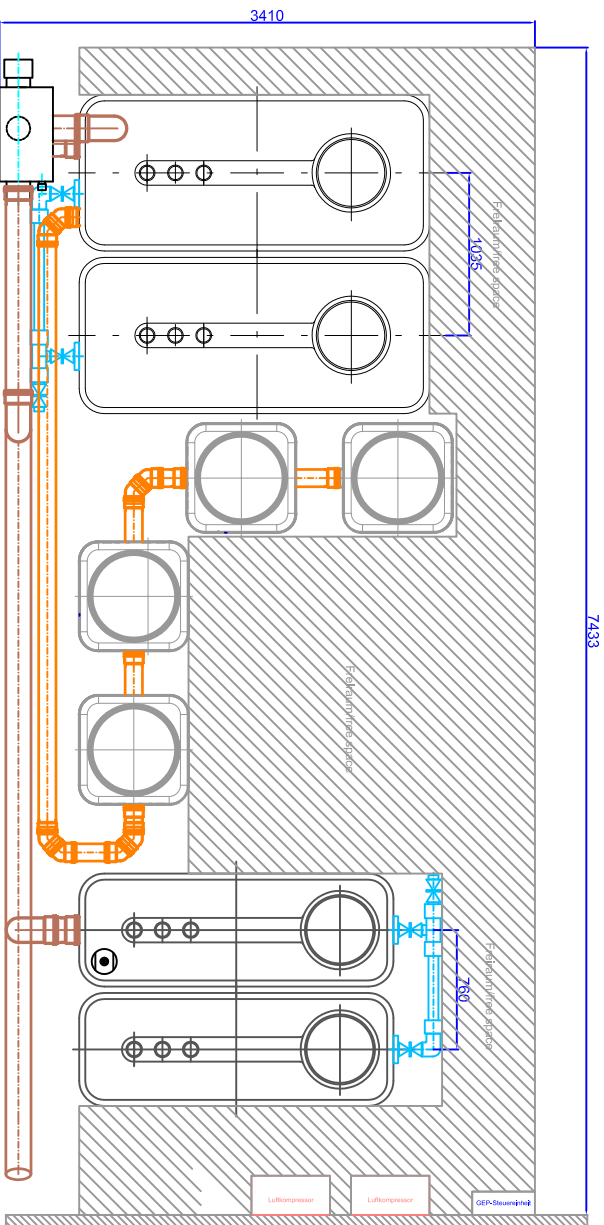 3410
Freiraum/free space
1035
7433
Freiraum/free space
Freiraum/free space
760
Luftkompressor
Luftkompressor
GEP-Steuereinheit